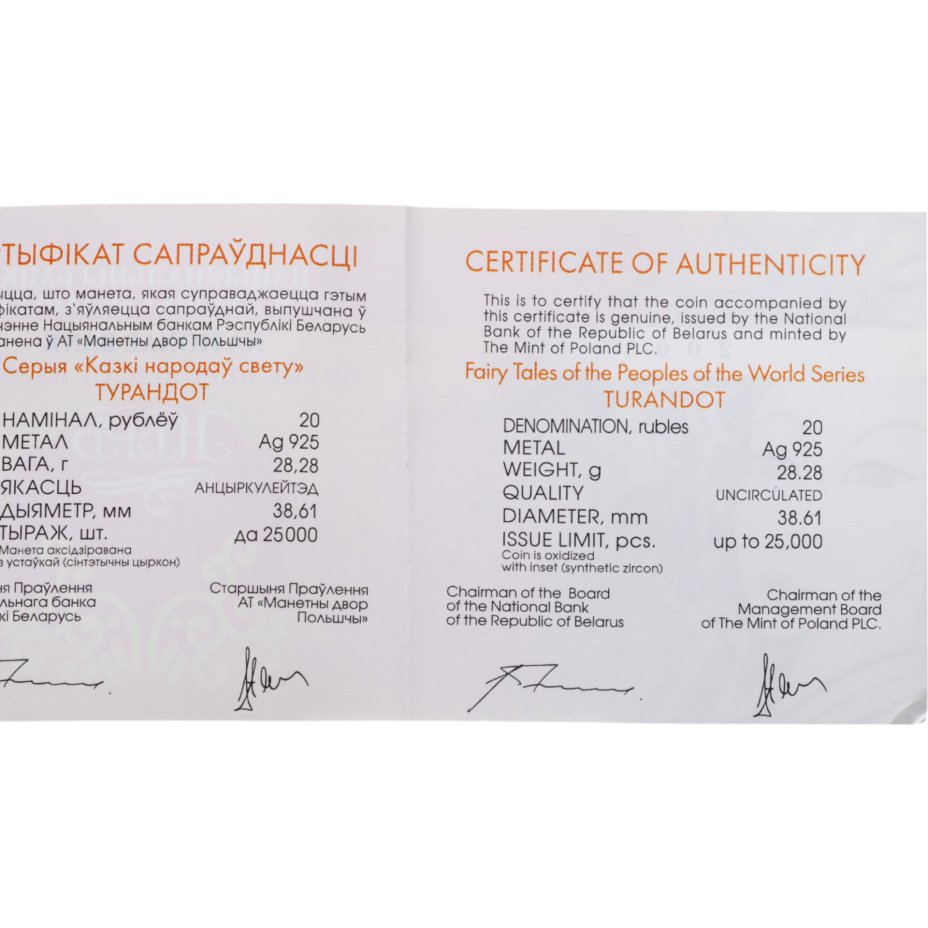 ТЫФІКАТ САПРАЎДНАСЦІ
што манета, якая суправаджаецца гэтым
фікатам, з'яўляецца сапраўднай, выпушчана ў
Нацыянальным банкам Рэспублікі Беларусь
ў АТ «Манетны двор Польшчы»
Серыя «Казкі народаў свету»
ТУРАНДОТ
НАМІНАЛ, рублёў 20
МЕТАЛ Ag 925
ВАГА, г 28,28
ЯКАСЦЬ АНЦЫРКУЛЕЙТЭД
ДЫЯМЕТР, мм 38,61
ТЫРАЖ, шт. да 25000
Манета аксідзіравана
з устаўкай (сінтэтычны цыркон)
Праўлення
банка
Беларусь
Старшыня Праўлення
АТ «Манетны двор
Польшчы»
CERTIFICATE OF AUTHENTICITY
This is to certify that the coin accompanied by
this certificate is genuine, issued by the National
Bank of the Republic of Belarus and minted by
The Mint of Poland PLC.
Fairy Tales of the Peoples of the World Series
TURANDOT
DENOMINATION, rubles 20
METAL Ag 925
WEIGHT, g 28.28
QUALITY UNCIRCULATED
DIAMETER, mm 38.61
ISSUE LIMIT, pcs. up to 25,000
Coin is oxidized
with inset (synthetic zircon)
Chairman of the Board
of the National Bank
of the Republic of Belarus
Chairman of the
Management Board
of The Mint of Poland PLC.